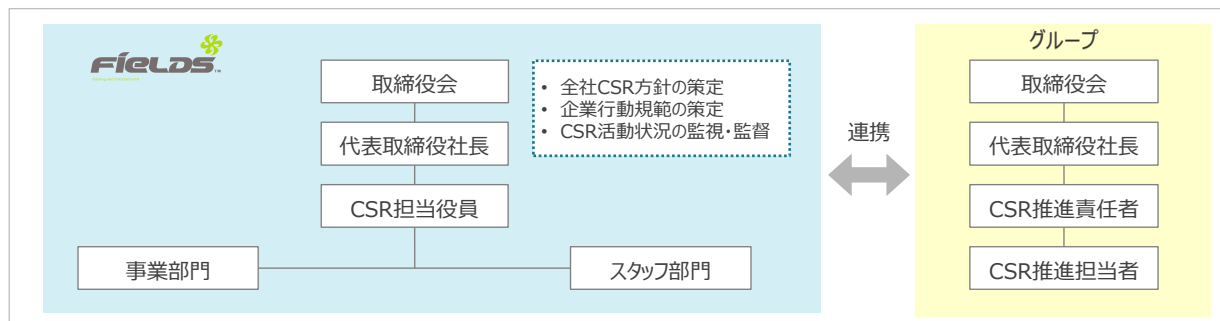 FIELDS™
取締役会
代表取締役社長
CSR担当役員
事業部門
スタッフ部門
• 全社CSR方針の策定
• 企業行動規範の策定
• CSR活動状況の監視・監督
連携
グループ
取締役会
代表取締役社長
CSR推進責任者
CSR推進担当者